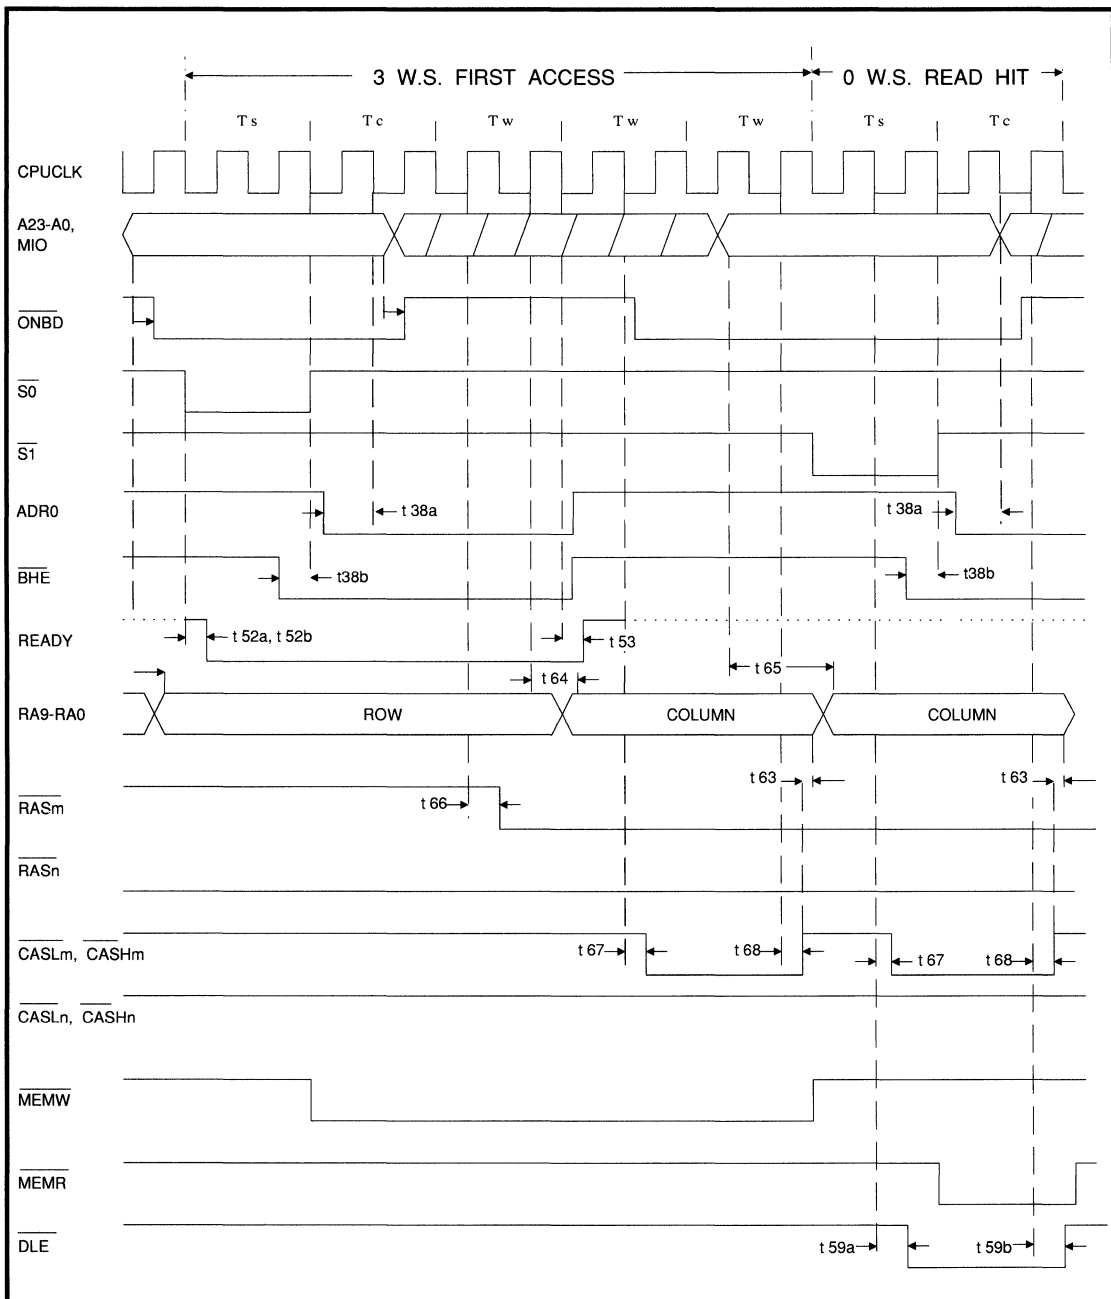 3 W.S. FIRST ACCESS 0 W.S. READ HIT
Ts Tc Tw Tw Tw Ts Tc
CPUCLK
A23-A0,
MIO
ONBD
S0
S1
ADR0 t 38a t 38a
BHE t38b t38b
READY t 52a, t 52b t 53
t 64 t 65
RA9-RA0 ROW COLUMN COLUMN
t 63 t 63
RASm t 66
RASn
CASLm, CASHm t 67 t 68 t 67 t 68
CASLn, CASHn
MEMW
MEMR
DLE t 59a t 59b